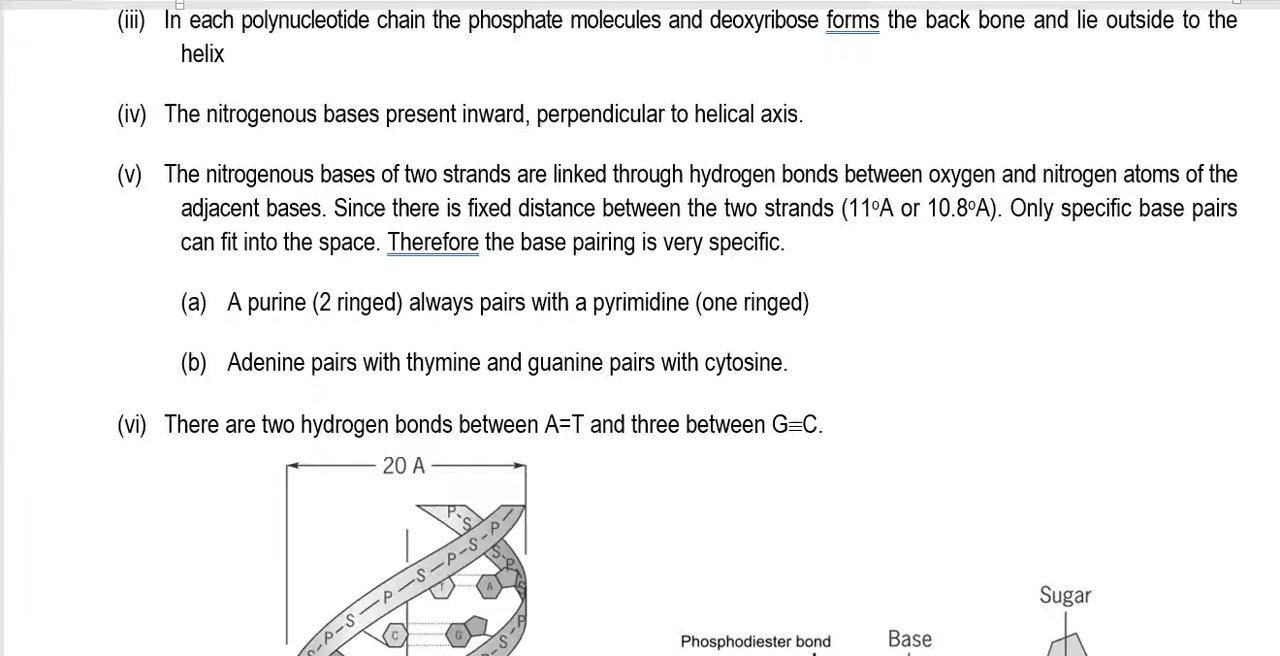 (iii) In each polynucleotide chain the phosphate molecules and deoxyribose forms the back bone and lie outside to the
helix
(iv) The nitrogenous bases present inward, perpendicular to helical axis.
(v) The nitrogenous bases of two strands are linked through hydrogen bonds between oxygen and nitrogen atoms of the
adjacent bases. Since there is fixed distance between the two strands (11ºA or 10.8ºA). Only specific base pairs
can fit into the space. Therefore the base pairing is very specific.
(a) A purine (2 ringed) always pairs with a pyrimidine (one ringed)
(b) Adenine pairs with thymine and guanine pairs with cytosine.
(vi) There are two hydrogen bonds between A=T and three between G≡C.
20 A
P-S
P-S-P-S-P-S-P-S-P
S-P-S
T A
C G
P
S
Sugar
Phosphodiester bond
Base